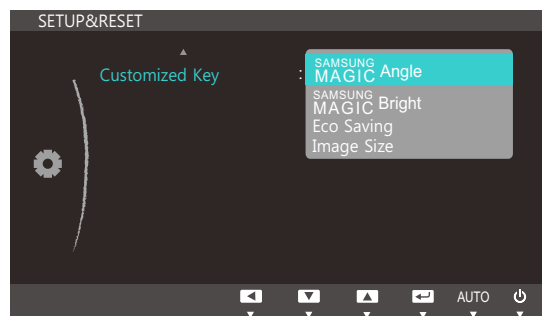 SETUP&RESET
Customized Key : SAMSUNG MAGIC Angle
SAMSUNG MAGIC Bright
Eco Saving
Image Size
AUTO